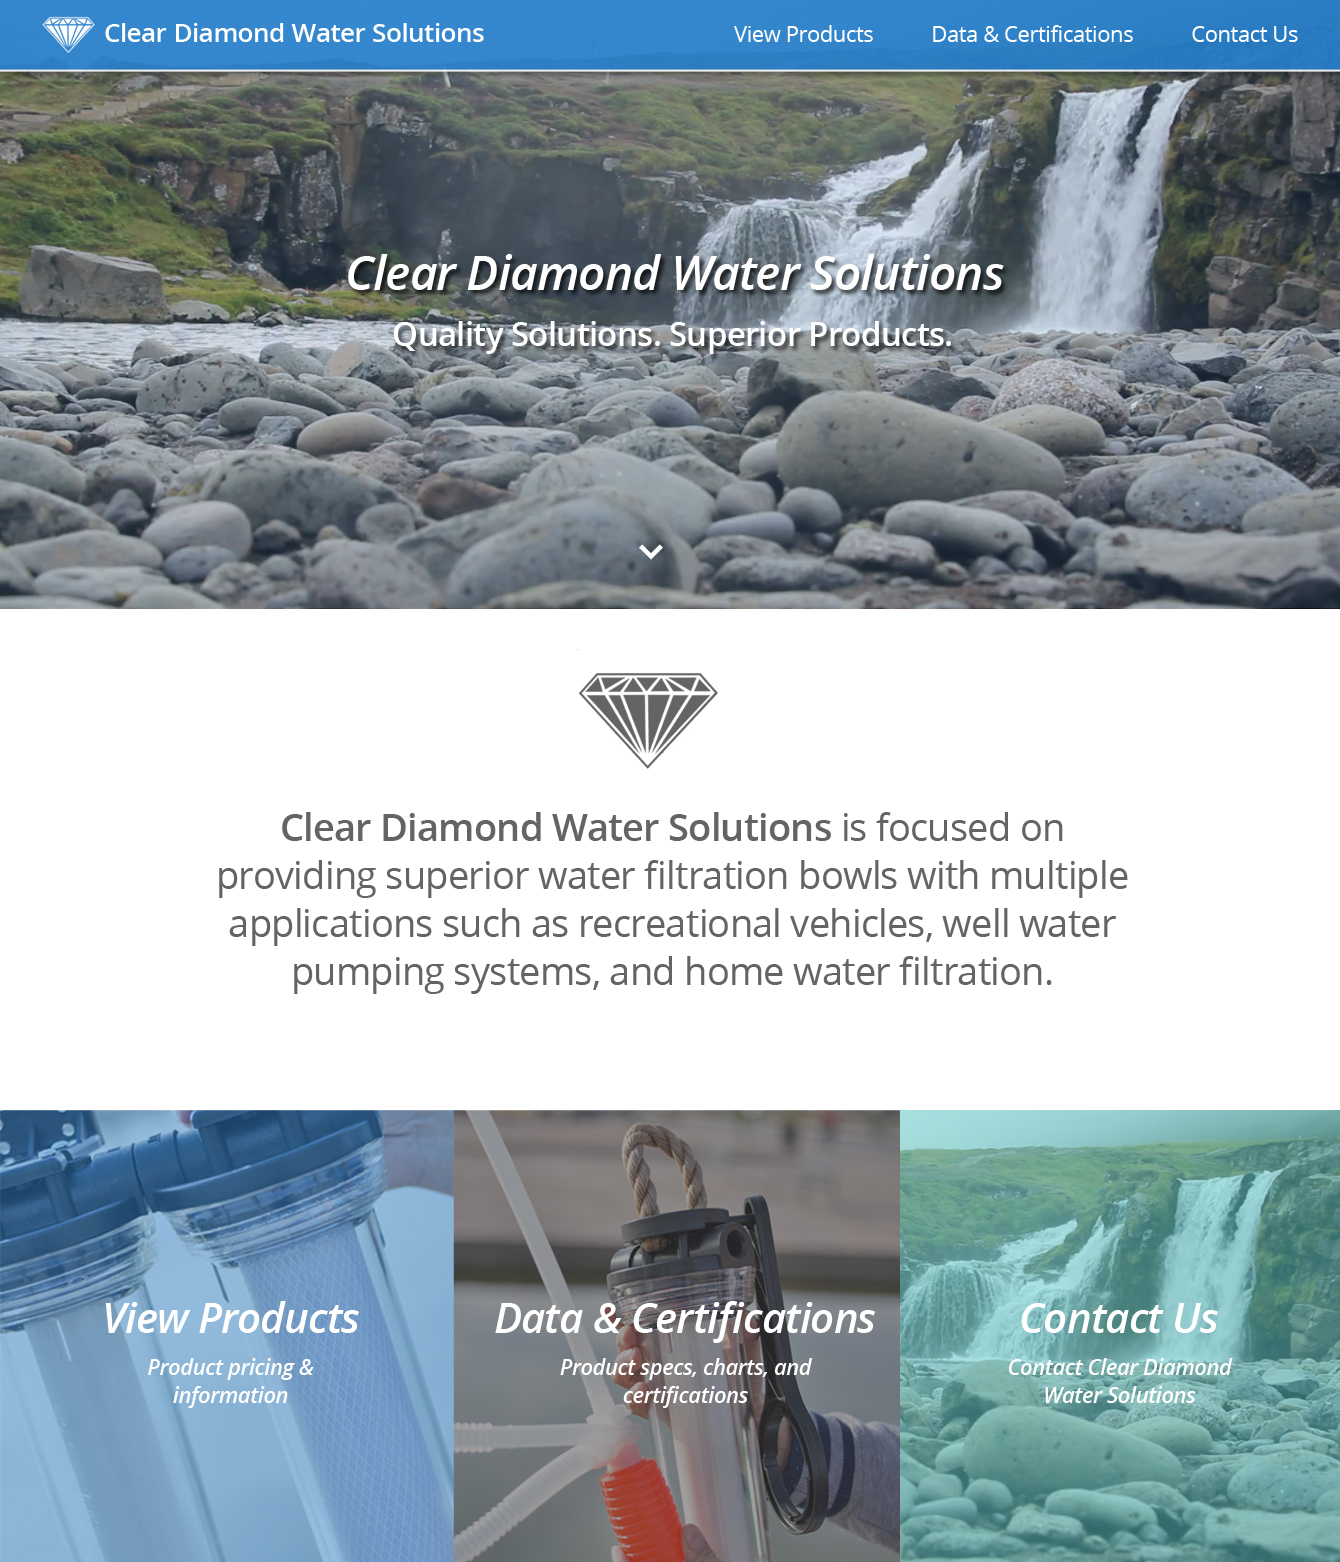 Clear Diamond Water Solutions
View Products
Data & Certifications
Contact Us
Clear Diamond Water Solutions
Quality Solutions. Superior Products.
Clear Diamond Water Solutions is focused on
providing superior water filtration bowls with multiple
applications such as recreational vehicles, well water
pumping systems, and home water filtration.
View Products
Product pricing &
information
Data & Certifications
Product specs, charts, and
certifications
Contact Us
Contact Clear Diamond
Water Solutions